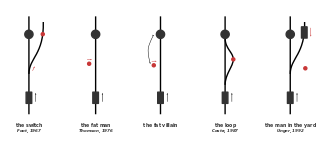 the switch
Foot, 1967
the fat man
Thomson, 1976
the fat villain
the loop
Costa, 1987
the man in the yard
Unger, 1992